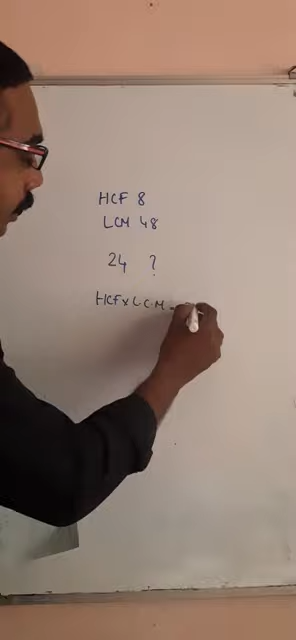 HCF 8
LCM 48
24 ?
HCF x L.C.M =